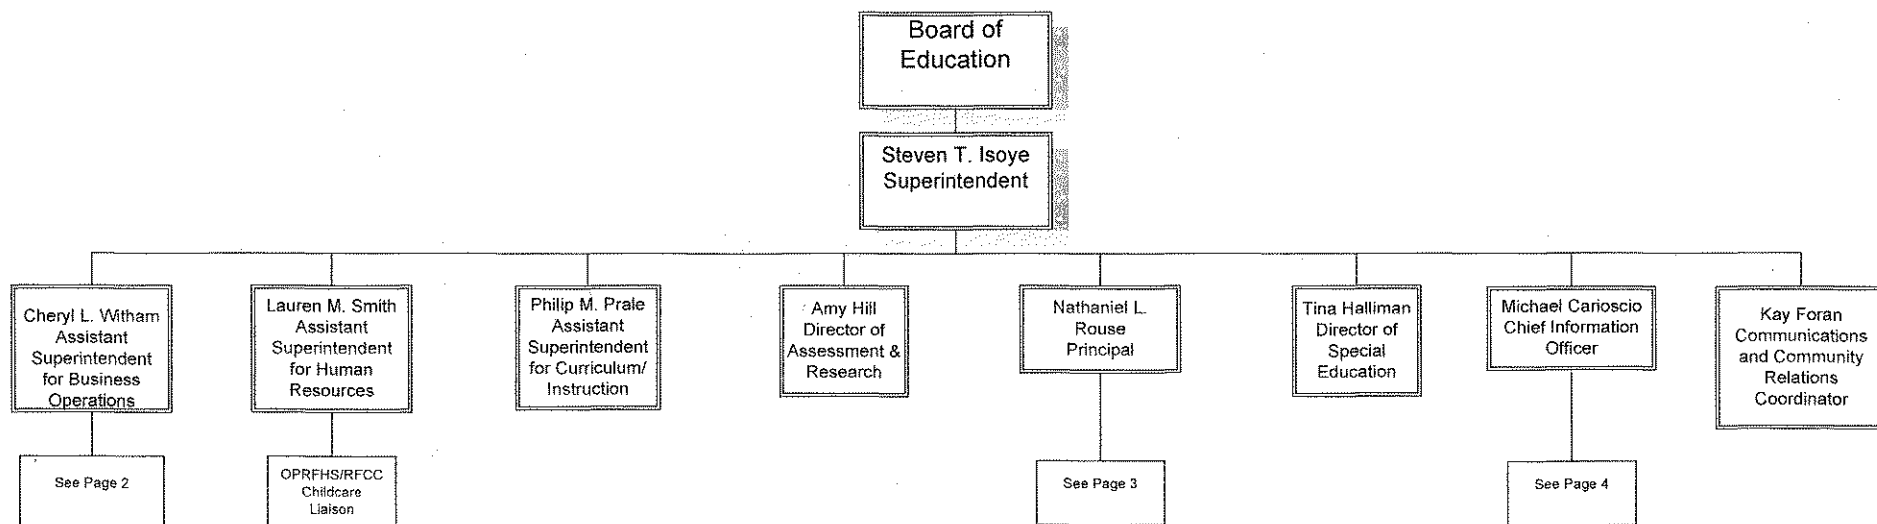 Board of
Education
Steven T. Isoye
Superintendent
Cheryl L. Witham
Assistant
Superintendent
for Business
Operations
Lauren M. Smith
Assistant
Superintendent
for Human
Resources
Philip M. Prale
Assistant
Superintendent
for Curriculum/
Instruction
Amy Hill
Director of
Assessment &
Research
Nathaniel L.
Rouse
Principal
Tina Halliman
Director of
Special
Education
Michael Carioscio
Chief Information
Officer
Kay Foran
Communications
and Community
Relations
Coordinator
See Page 2
OPRFHS/RFCC
Childcare
Liaison
See Page 3
See Page 4